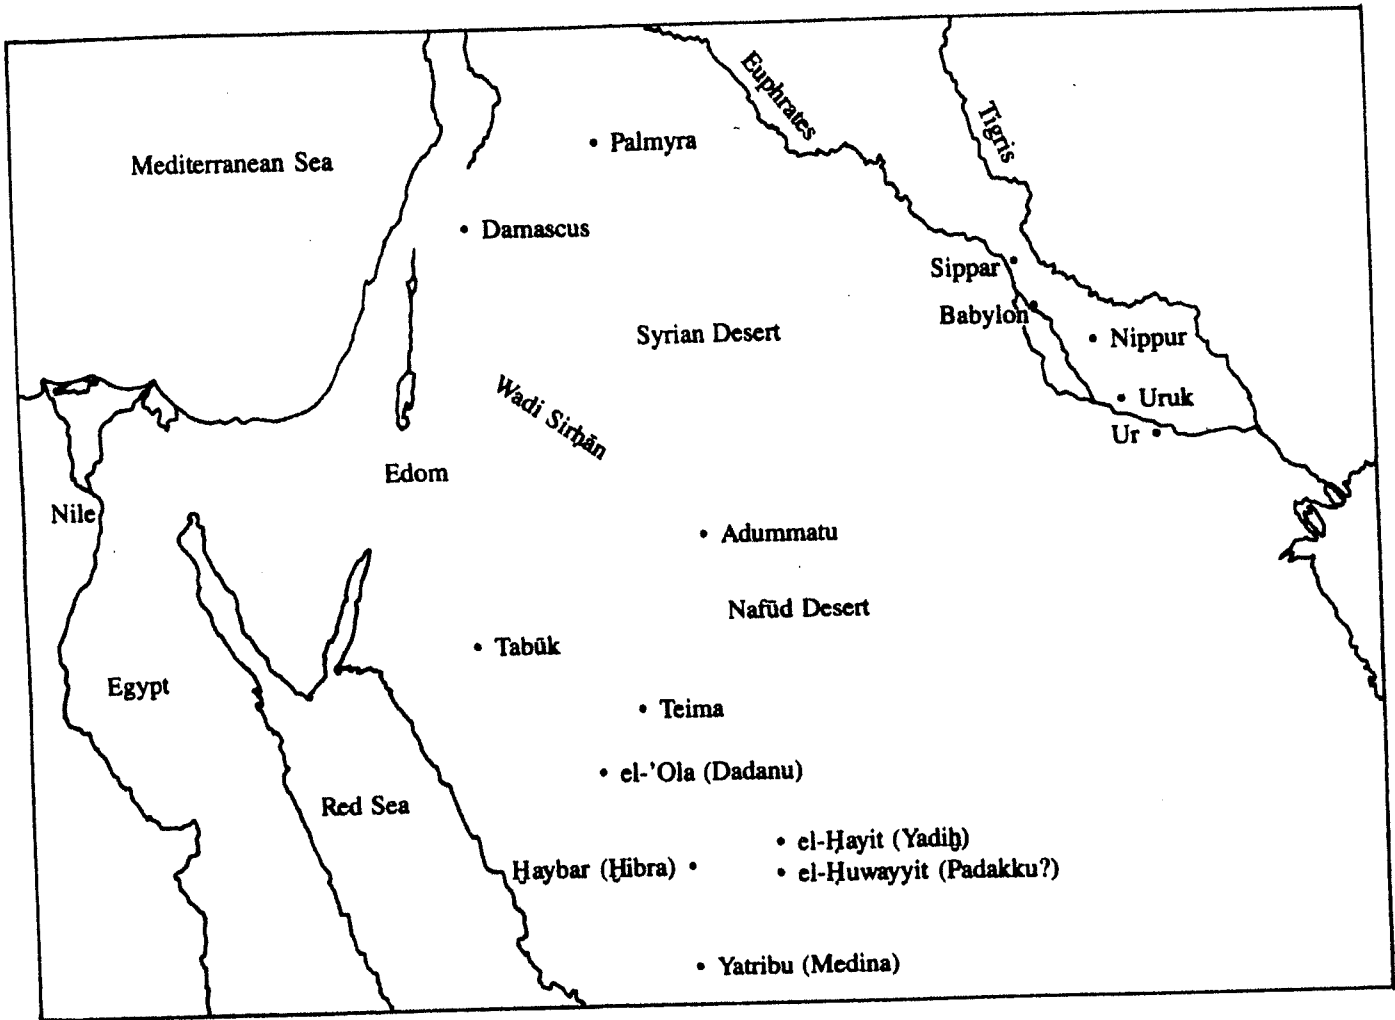 Euphrates
Tigris
Palmyra
Mediterranean Sea
Damascus
Sippar
Babylon
Syrian Desert
Nippur
Wadi Sirḥān
Uruk
Ur
Edom
Nile
Adummatu
Nafūd Desert
Tabūk
Egypt
Teima
el-'Ola (Dadanu)
Red Sea
el-Ḥayit (Yadiḫ)
Ḫaybar (Ḫibra)
el-Ḥuwayyit (Padakku?)
Yatribu (Medina)